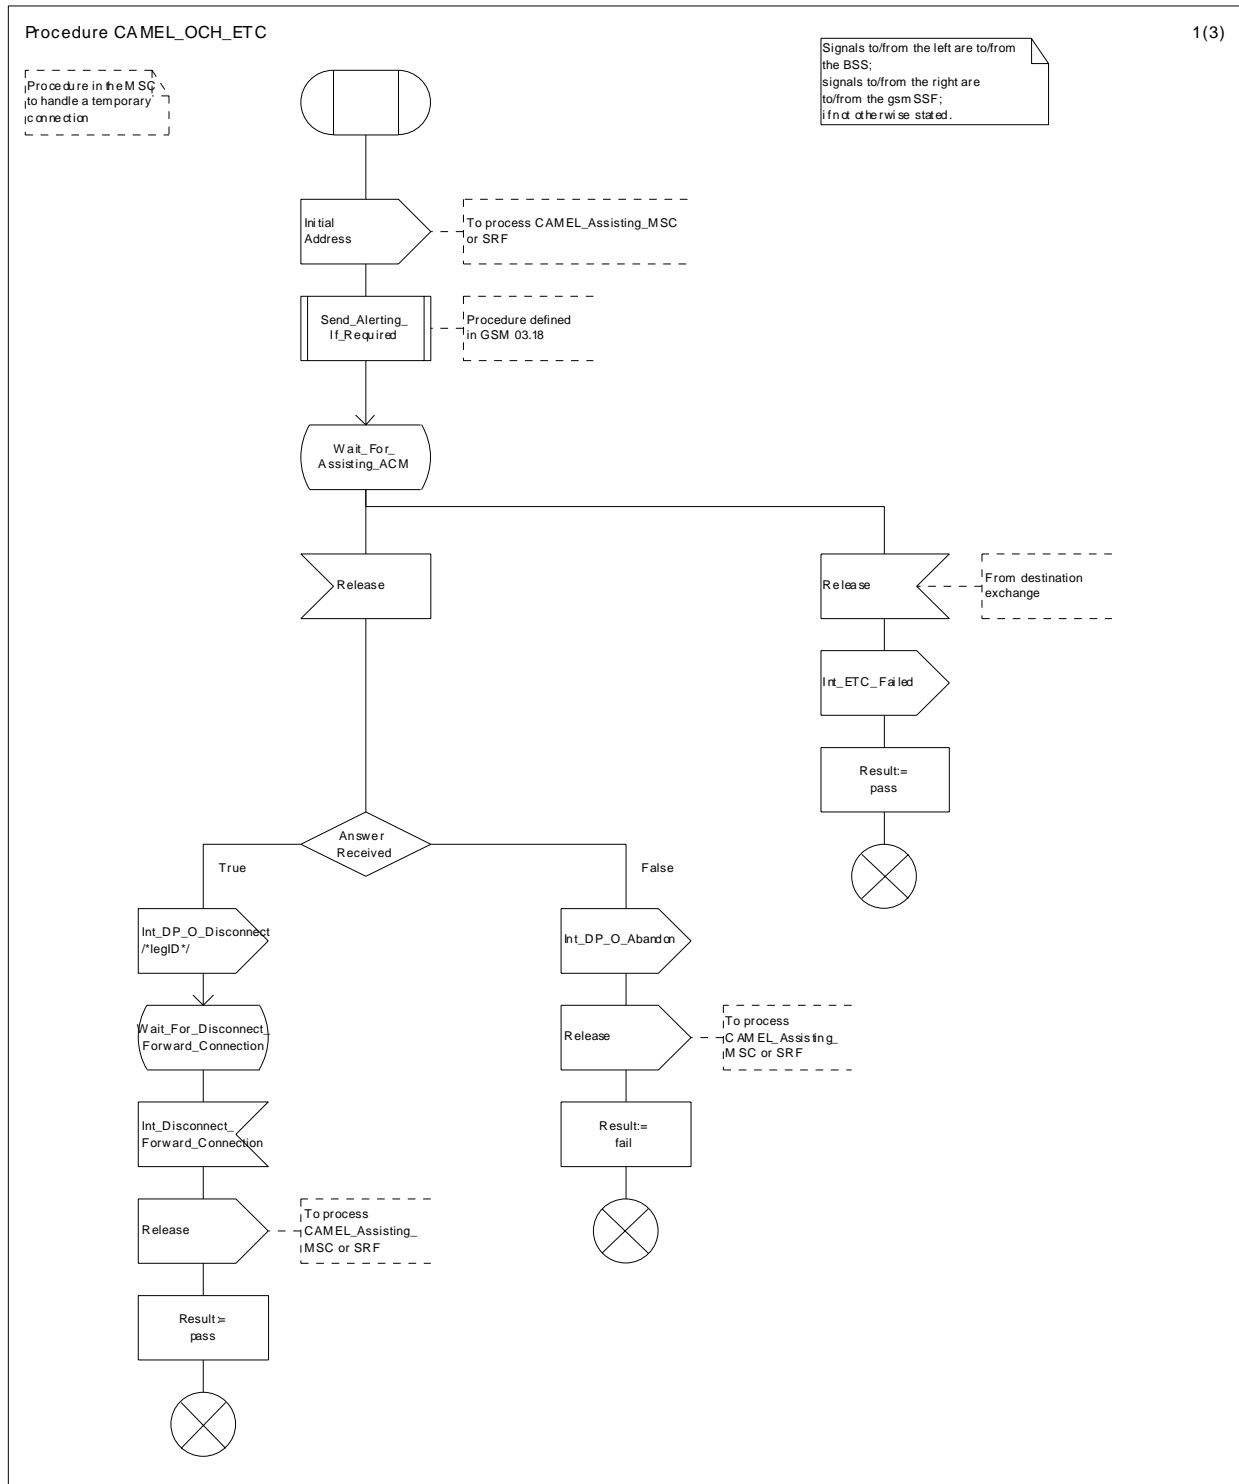 Procedure CAMEL_OCH_ETC
1(3)
Procedure in the MSC
to handle a temporary
connection
Signals to/from the left are to/from
the BSS;
signals to/from the right are
to/from the gsmSSF;
if not otherwise stated.
Initial
Address
To process CAMEL_Assisting_MSC
or SRF
Send_Alerting_
If_Required
Procedure defined
in GSM 03.18
Wait_For_
Assisting_ACM
Release
Release
From destination
exchange
Int_ETC_Failed
Result:=
pass
Answer
Received
True
False
Int_DP_O_Disconnect
/*legID*/
Int_DP_O_Abandon
Wait_For_Disconnect_
Forward_Connection
Release
To process
CAMEL_Assisting_
MSC or SRF
Int_Disconnect_
Forward_Connection
Result:=
fail
Release
To process
CAMEL_Assisting_
MSC or SRF
Result:=
pass